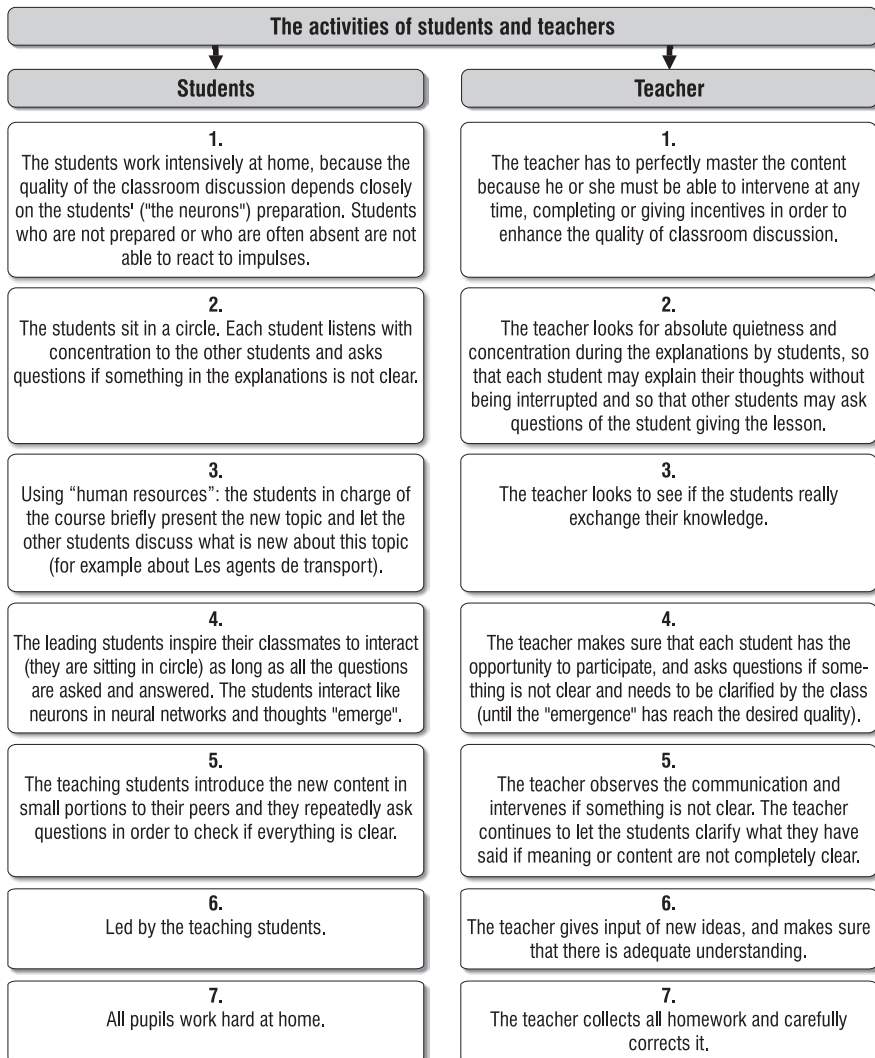 The activities of students and teachers
Students
1.
The students work intensively at home, because the
quality of the classroom discussion depends closely
on the students' ("the neurons") preparation. Students
who are not prepared or who are often absent are not
able to react to impulses.
2.
The students sit in a circle. Each student listens with
concentration to the other students and asks
questions if something in the explanations is not clear.
3.
Using “human resources”: the students in charge of
the course briefly present the new topic and let the
other students discuss what is new about this topic
(for example about Les agents de transport).
4.
The leading students inspire their classmates to interact
(they are sitting in circle) as long as all the questions
are asked and answered. The students interact like
neurons in neural networks and thoughts "emerge".
5.
The teaching students introduce the new content in
small portions to their peers and they repeatedly ask
questions in order to check if everything is clear.
6.
Led by the teaching students.
7.
All pupils work hard at home.
Teacher
1.
The teacher has to perfectly master the content
because he or she must be able to intervene at any
time, completing or giving incentives in order to
enhance the quality of classroom discussion.
2.
The teacher looks for absolute quietness and
concentration during the explanations by students, so
that each student may explain their thoughts without
being interrupted and so that other students may ask
questions of the student giving the lesson.
3.
The teacher looks to see if the students really
exchange their knowledge.
4.
The teacher makes sure that each student has the
opportunity to participate, and asks questions if some-
thing is not clear and needs to be clarified by the class
(until the "emergence" has reach the desired quality).
5.
The teacher observes the communication and
intervenes if something is not clear. The teacher
continues to let the students clarify what they have
said if meaning or content are not completely clear.
6.
The teacher gives input of new ideas, and makes sure
that there is adequate understanding.
7.
The teacher collects all homework and carefully
corrects it.